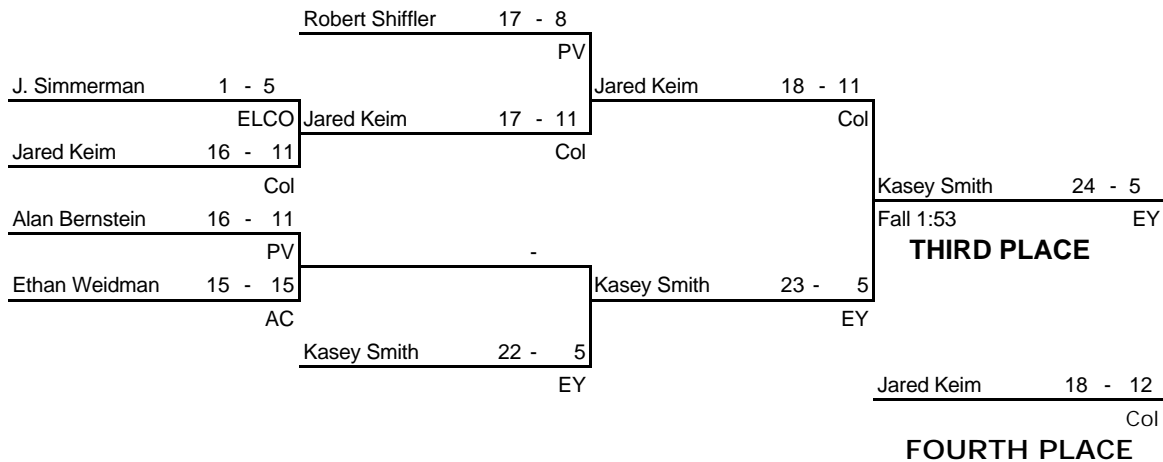 Robert Shiffler 17 - 8
PV
J. Simmerman 1 - 5
Jared Keim 18 - 11
ELCO
Jared Keim 17 - 11
Col
Jared Keim 16 - 11
Col
Col
Kasey Smith 24 - 5
Alan Bernstein 16 - 11
Fall 1:53
EY
PV
-
THIRD PLACE
Ethan Weidman 15 - 15
Kasey Smith 23 - 5
AC
EY
Kasey Smith 22 - 5
EY
Jared Keim 18 - 12
Col
FOURTH PLACE